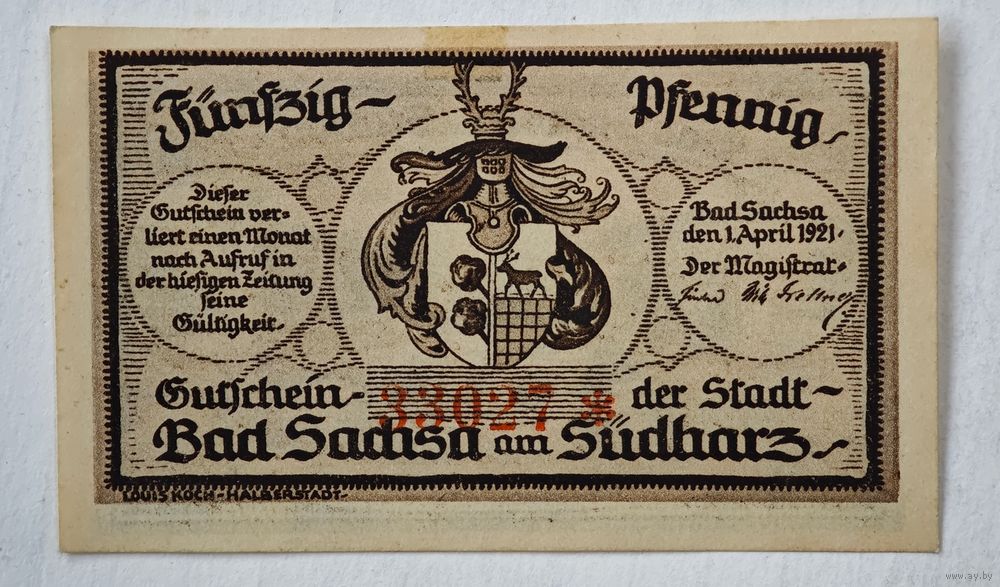 Fünfzig Pfennig
Dieser
Gutschein ver=
liert einen Monat
nach Aufruf in
der hiesigen Zeitung
seine
Gültigkeit.
Bad Sachsa
den 1. April 1921.
Der Magistrat.
Gutschein der Stadt
33027 *
Bad Sachsa am Südharz
LOUIS KOCH - HALBERSTADT.
www.ay.by